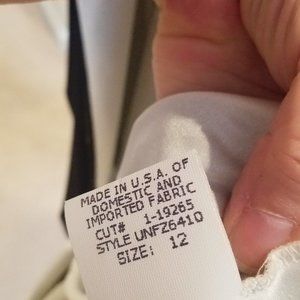 MADE IN U.S.A. OF
DOMESTIC AND
IMPORTED FABRIC
CUT# 1-19265
STYLE UNFZ6410
SIZE: 12